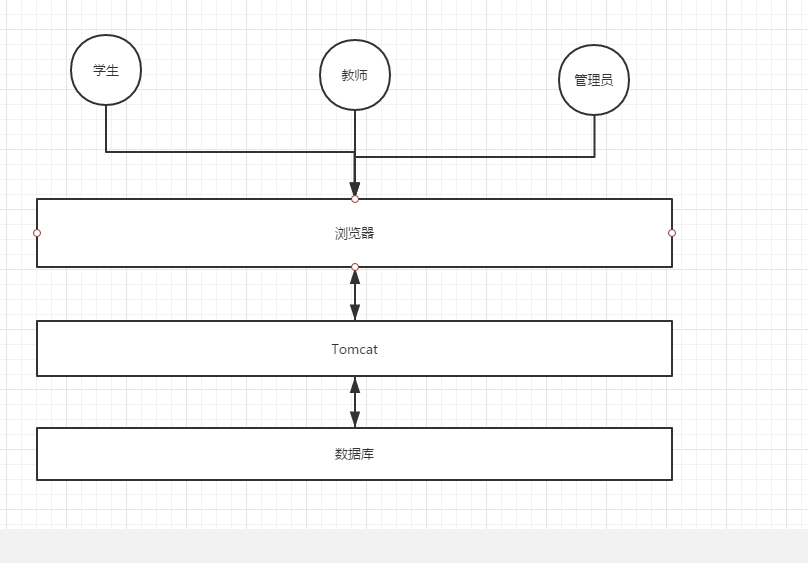 学生
教师
管理员
浏览器
Tomcat
数据库